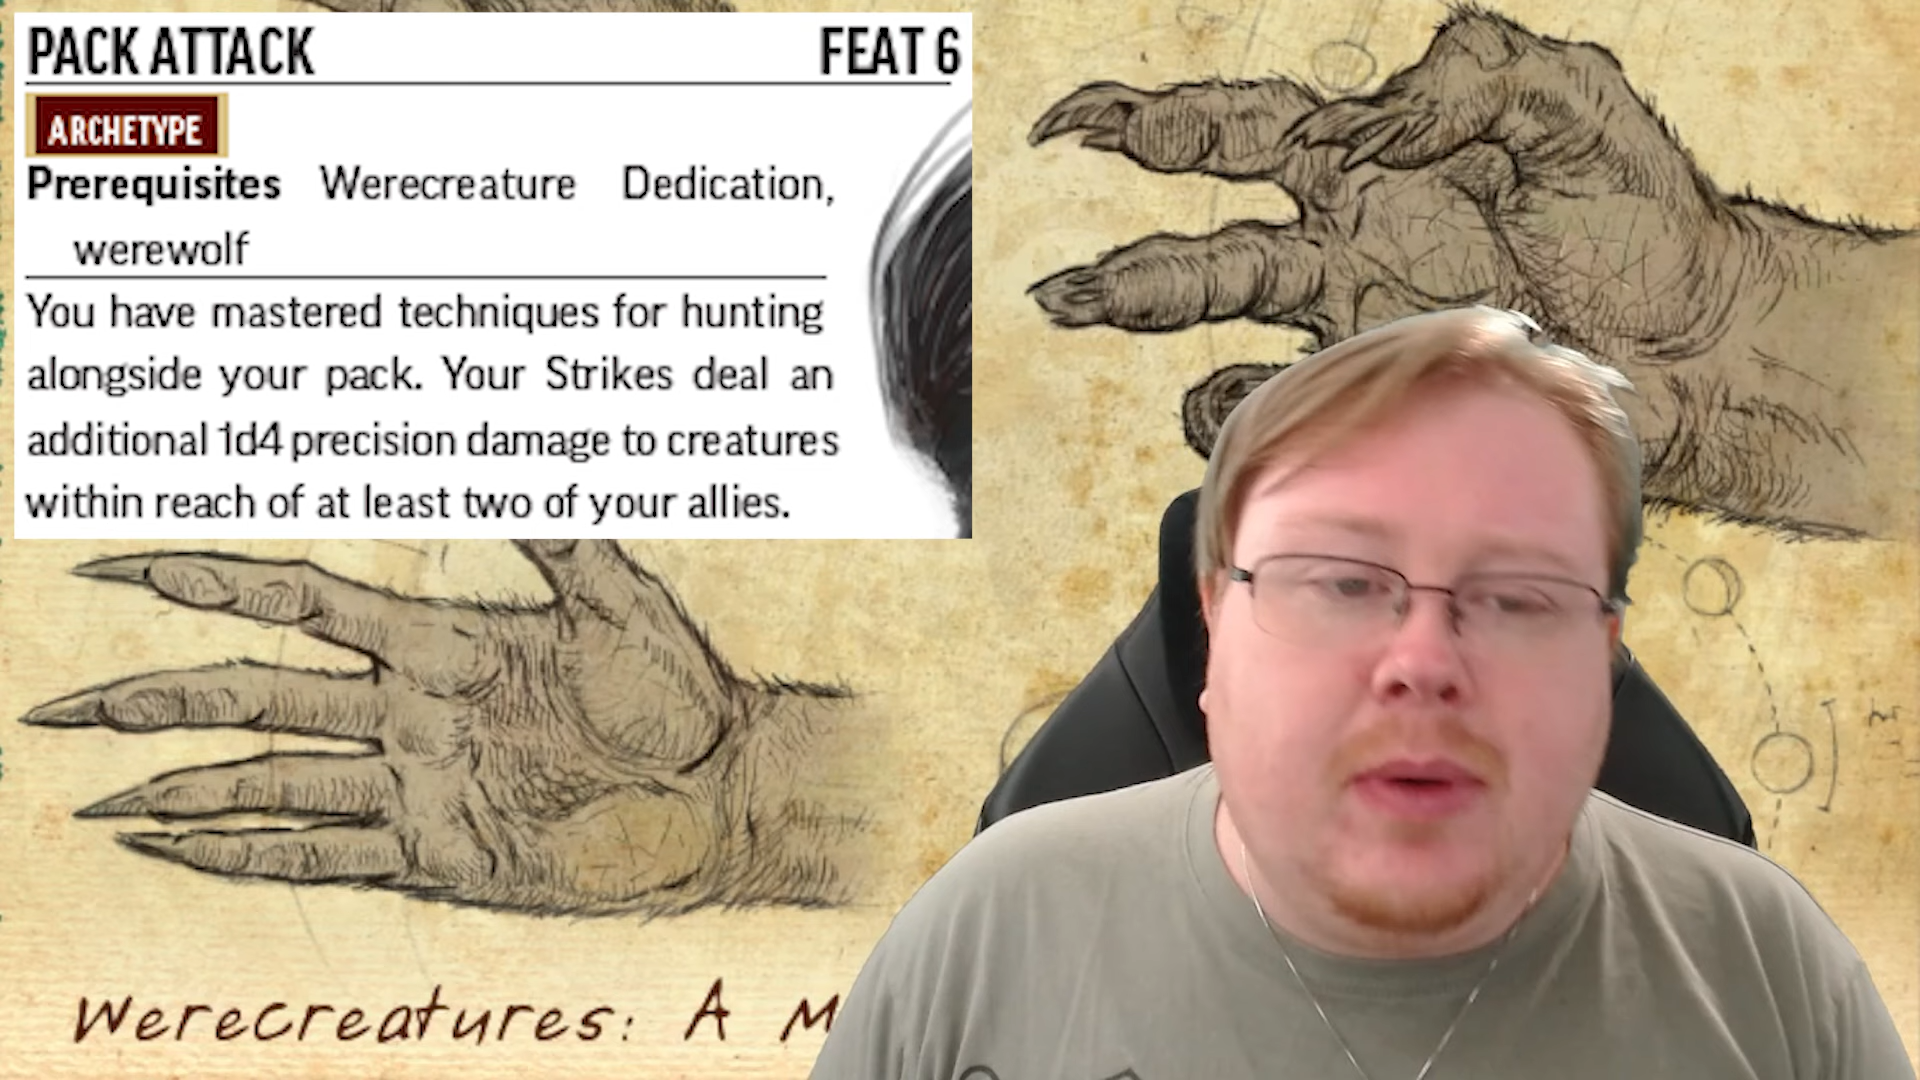 PACK ATTACK FEAT 6
ARCHETYPE
Prerequisites Werecreature Dedication,
werewolf
You have mastered techniques for hunting
alongside your pack. Your Strikes deal an
additional 1d4 precision damage to creatures
within reach of at least two of your allies.
Werecreatures: A M